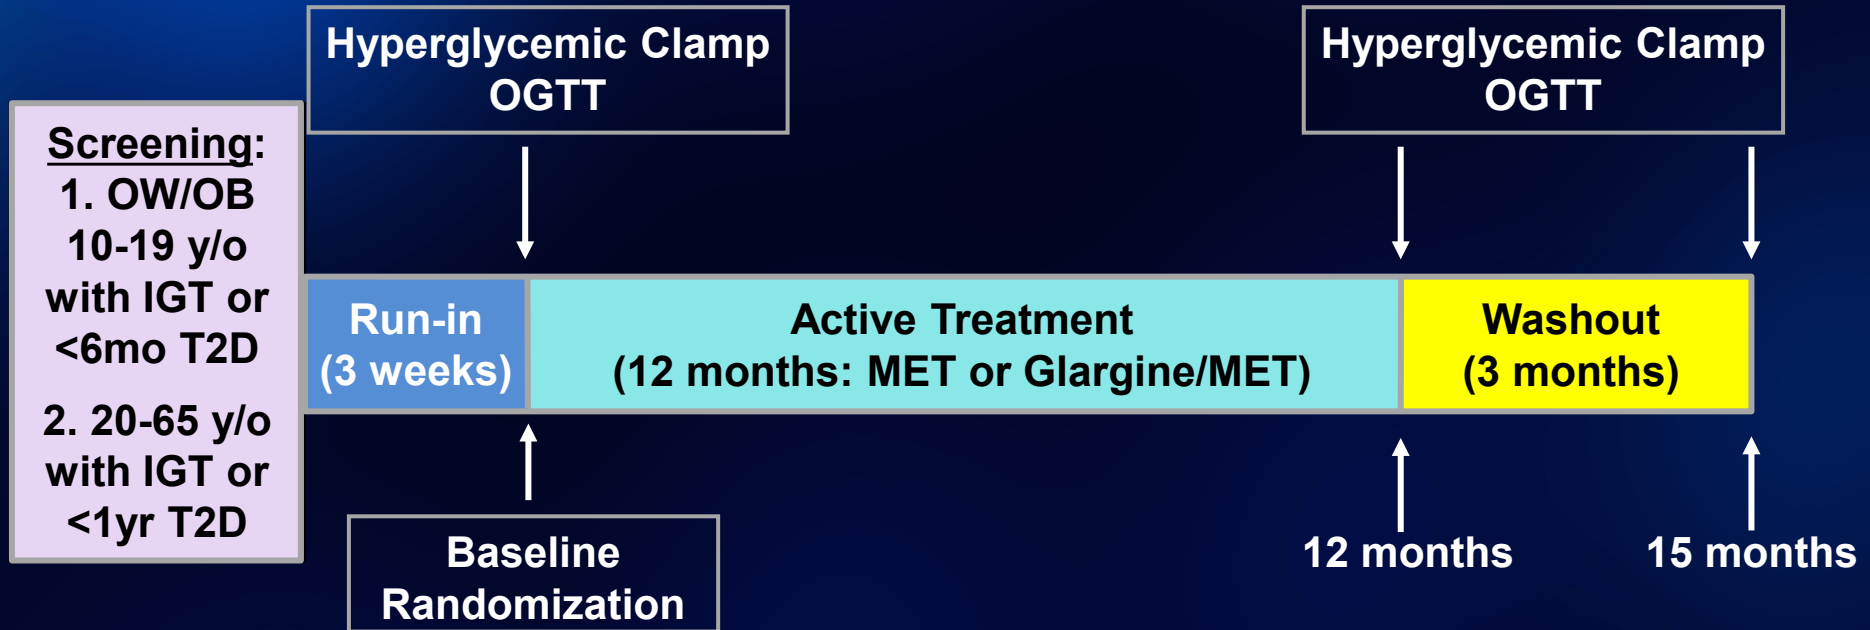 Hyperglycemic Clamp
OGTT
Hyperglycemic Clamp
OGTT
Screening:
1. OW/OB
10-19 y/o
with IGT or
<6mo T2D
2. 20-65 y/o
with IGT or
<1yr T2D
Run-in
(3 weeks)
Active Treatment
(12 months: MET or Glargine/MET)
Washout
(3 months)
Baseline
Randomization
12 months
15 months